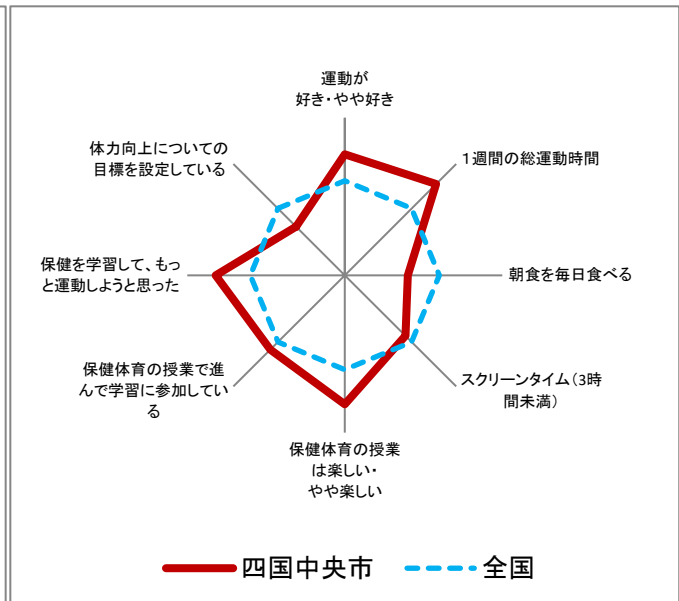 運動が
好き・やや好き
１週間の総運動時間
朝食を毎日食べる
スクリーンタイム（3時
間未満）
保健体育の授業
は楽しい・
やや楽しい
保健体育の授業で進
んで学習に参加してい
る
保健を学習して、もっ
と運動しようと思った
体力向上についての
目標を設定している
四国中央市
全国